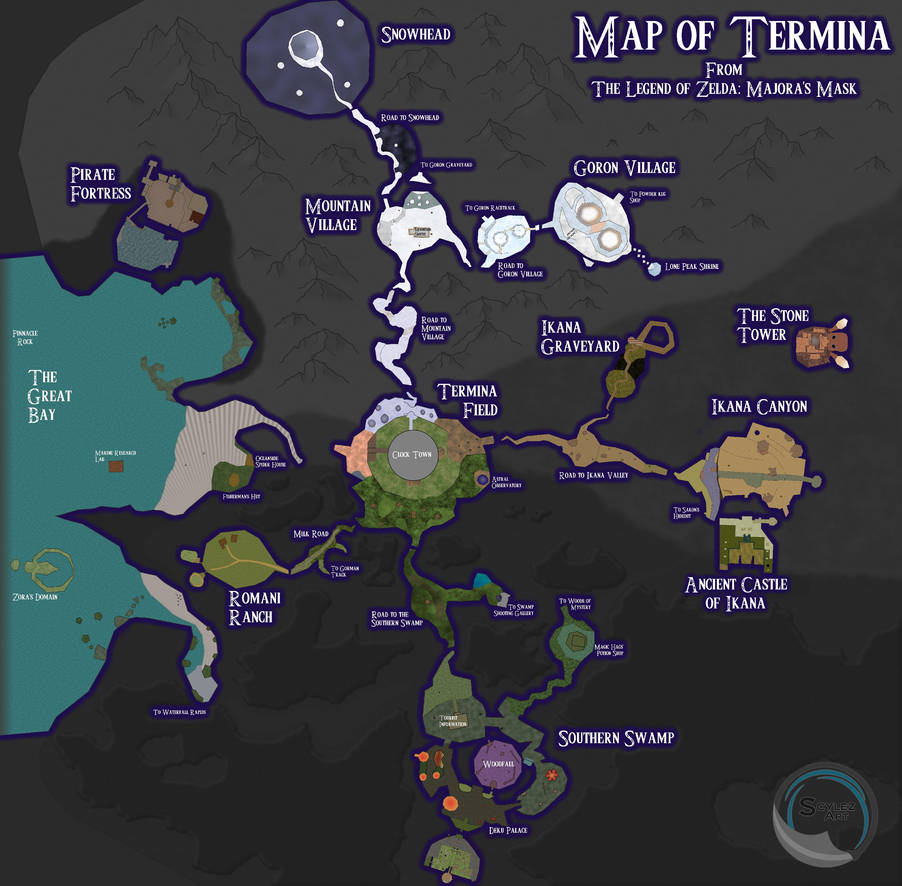 Map of Termina
From
The Legend of Zelda: Majora's Mask
Snowhead
Road to Snowhead
To Goron Graveyard
Pirate
Fortress
Mountain
Village
Goron Village
To Powder Keg
Shop
To Goron Racetrack
Road to
Goron Village
Lone Peak Shrine
Pinnacle
Rock
Road to
Mountain
Village
Ikana
Graveyard
The Stone
Tower
The
Great
Bay
Termina
Field
Ikana Canyon
Clock Town
Marine Research
Lab
Oceanside
Spider House
Fisherman's Hut
Astral
Observatory
Road to Ikana Valley
To Sakon's
Hideout
Milk Road
To Gorman
Track
Zora's Domain
Romani
Ranch
Ancient Castle
of Ikana
Road to the
Southern Swamp
To Swamp
Shooting Gallery
To Woods of
Mystery
Magic Hags'
Potion Shop
To Waterfall Rapids
Tourist
Information
Southern Swamp
Woodfall
Deku Palace
Scylez
Art